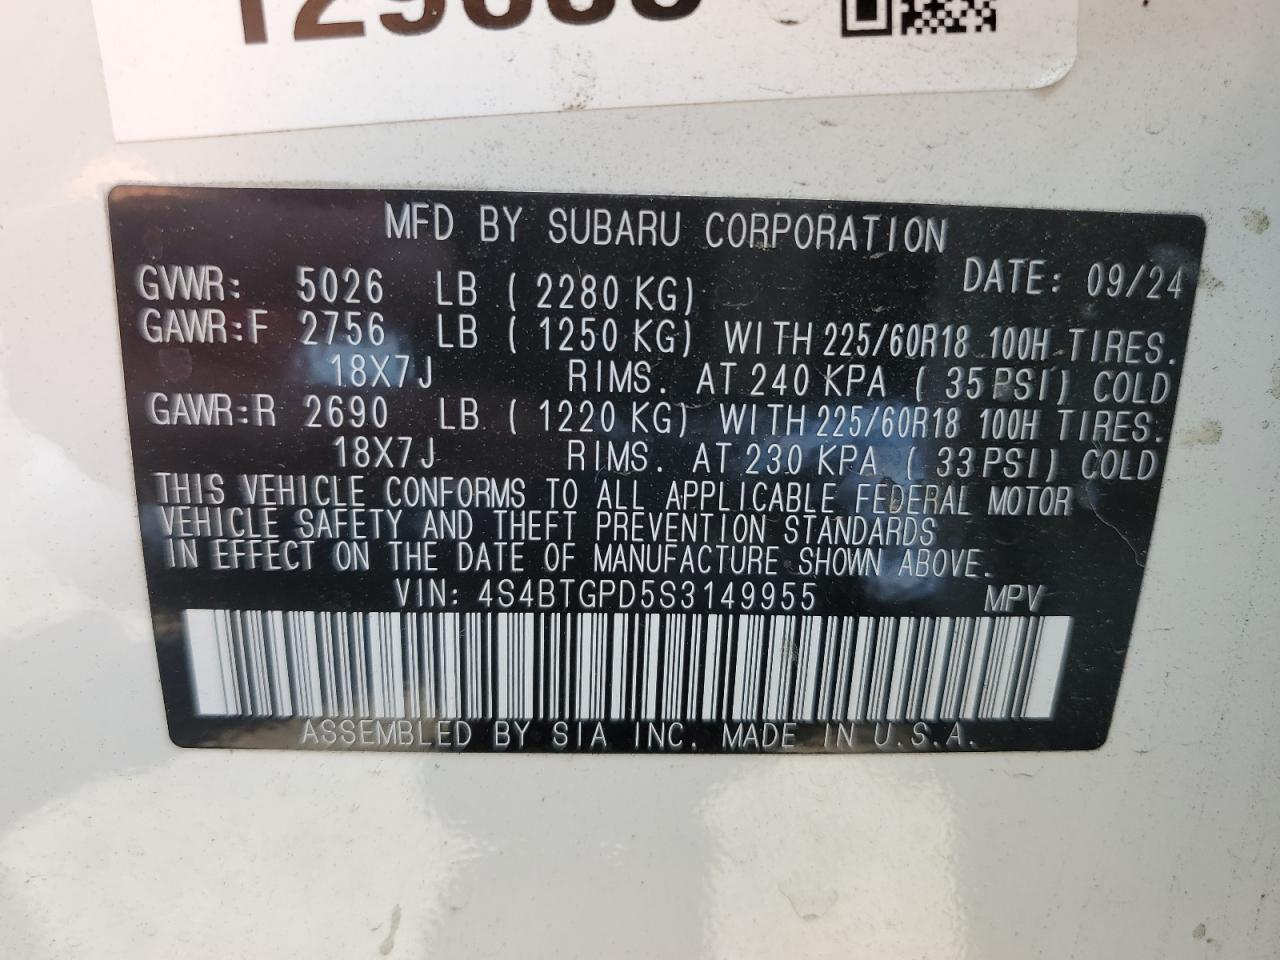 MFD BY SUBARU CORPORATION
GVWR: 5026 LB ( 2280 KG) DATE: 09/24
GAWR:F 2756 LB ( 1250 KG) WITH 225/60R18 100H TIRES.
18X7J RIMS. AT 240 KPA ( 35 PSI) COLD
GAWR:R 2690 LB ( 1220 KG) WITH 225/60R18 100H TIRES.
18X7J RIMS. AT 230 KPA ( 33 PSI) COLD
THIS VEHICLE CONFORMS TO ALL APPLICABLE FEDERAL MOTOR
VEHICLE SAFETY AND THEFT PREVENTION STANDARDS
IN EFFECT ON THE DATE OF MANUFACTURE SHOWN ABOVE.
VIN: 4S4BTGPD5S3149955 MPV
ASSEMBLED BY SIA INC. MADE IN U.S.A.